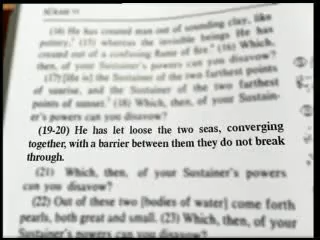 (14) He has created man out of sounding clay, like
pottery, (15) whereas the invisible beings He has
created out of a confusing flame of fire. (16) Which,
then, of your Sustainer's powers can you disavow?
(17) [He is] the Sustainer of the two farthest points
of sunrise, and the Sustainer of the two farthest
points of sunset. (18) Which, then, of your Sustain-
er's powers can you disavow?
(19-20) He has let loose the two seas, converging
together, with a barrier between them they do not break
through.
(21) Which, then, of your Sustainer's powers
can you disavow?
(22) Out of these two [bodies of water] come forth
pearls, both great and small. (23) Which, then, of your
Sustainer's powers can you disavow?